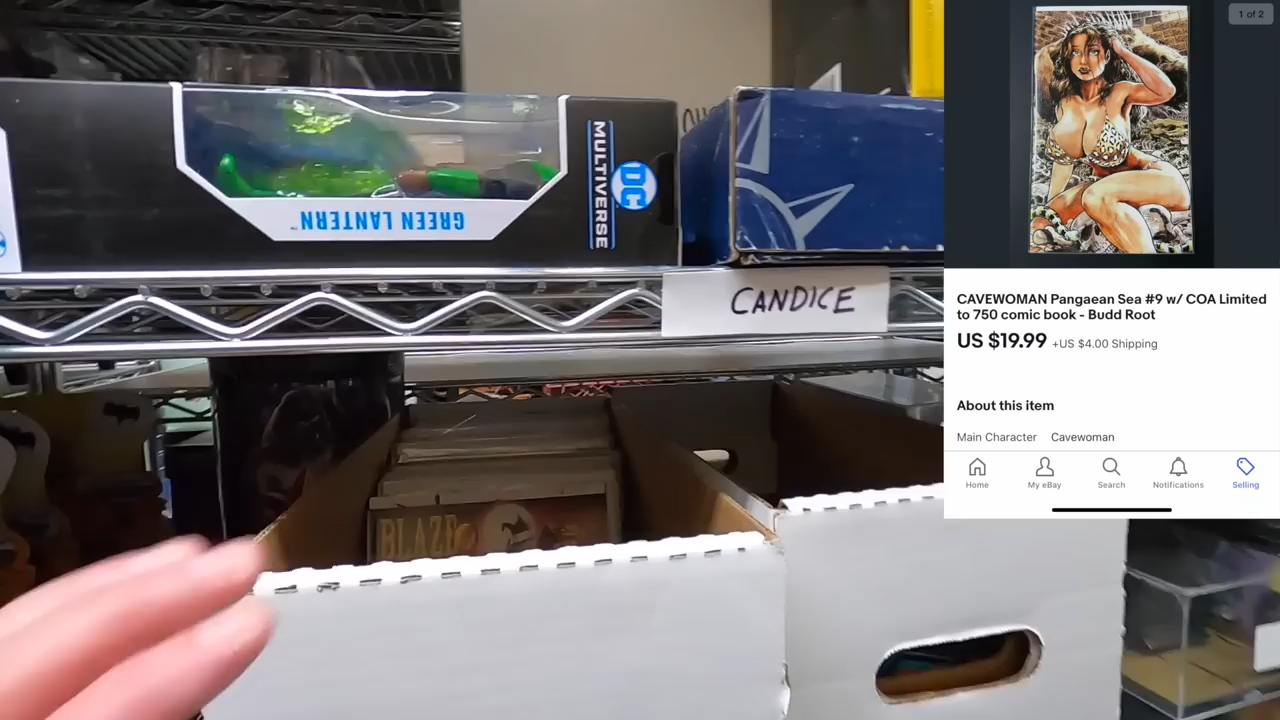 GREEN LANTERN™
MULTIVERSE
DC
CANDICE
BLAZE
1 of 2
CAVEWOMAN Pangaean Sea #9 w/ COA Limited
to 750 comic book - Budd Root
US $19.99 +US $4.00 Shipping
About this item
Main Character Cavewoman
Home My eBay Search Notifications Selling